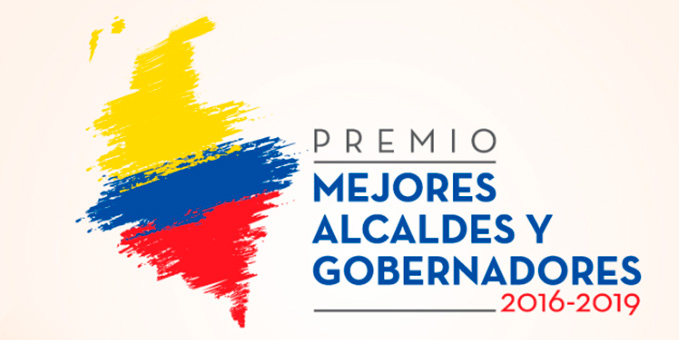 PREMIO
MEJORES
ALCALDES Y
GOBERNADORES
2016-2019